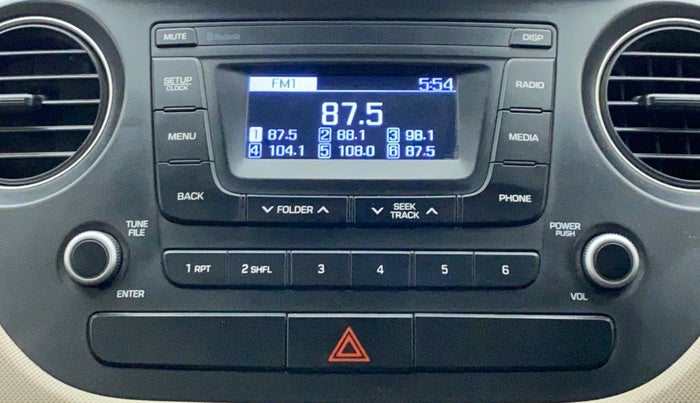 MUTE Bluetooth DISP
SETUP
CLOCK
FM1 5:54
RADIO
87.5
MENU
1 87.5 2 88.1 3 98.1
MEDIA
4 104.1 5 108.0 6 87.5
BACK
FOLDER
SEEK
TRACK
PHONE
TUNE
FILE
POWER
PUSH
1 RPT 2 SHFL 3 4 5 6
ENTER
VOL